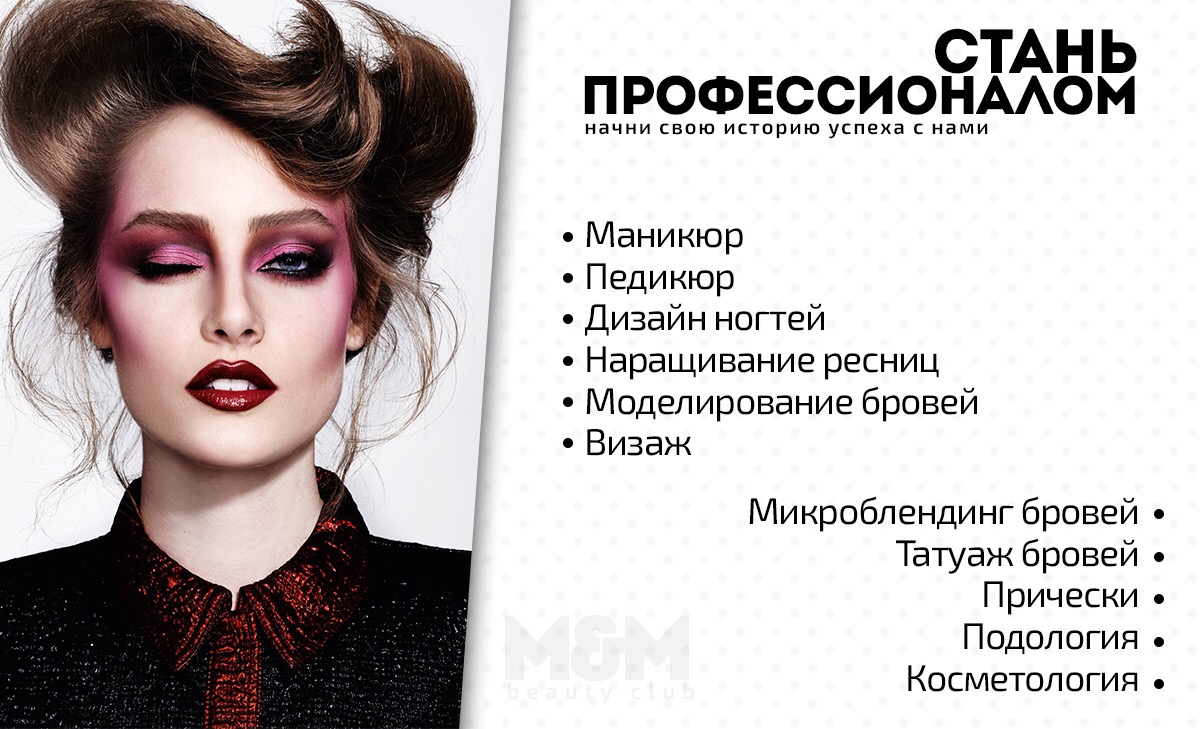 СТАНЬ
ПРОФЕССИОНАЛОМ
начни свою историю успеха с нами
• Маникюр
• Педикюр
• Дизайн ногтей
• Наращивание ресниц
• Моделирование бровей
• Визаж
Микроблендинг бровей •
Татуаж бровей •
Прически •
Подология •
Косметология •
M&M
beauty club